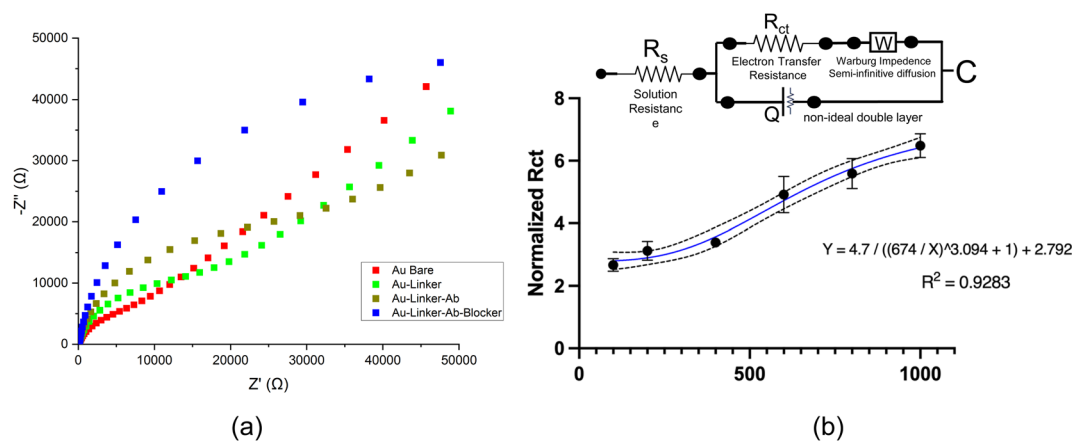 50000
40000
30000
20000
10000
0
-Z'' (Ω)
0
10000
20000
30000
40000
50000
Z' (Ω)
Au Bare
Au-Linker
Au-Linker-Ab
Au-Linker-Ab-Blocker
(a)
Rs
Solution
Resistanc
e
Rct
Electron Transfer
Resistance
W
Warburg Impedence
Semi-infinitive diffusion
C
Q
non-ideal double layer
8
6
4
2
0
Normalized Rct
Y = 4.7 / ((674 / X)^3.094 + 1) + 2.792
R² = 0.9283
0
500
1000
(b)